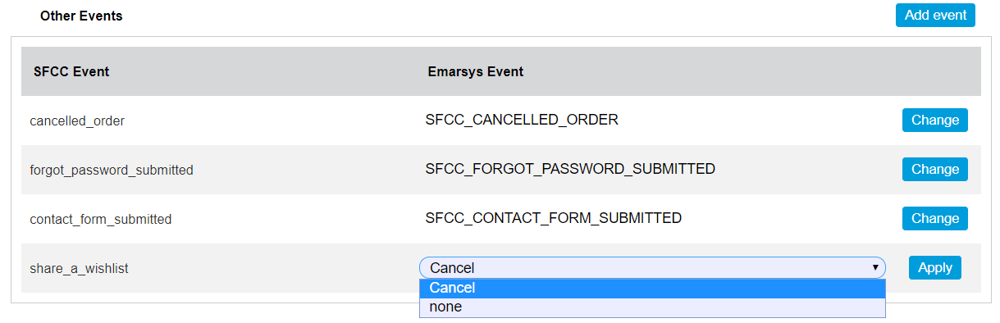 Other Events Add event
SFCC Event Emarsys Event
cancelled_order SFCC_CANCELLED_ORDER Change
forgot_password_submitted SFCC_FORGOT_PASSWORD_SUBMITTED Change
contact_form_submitted SFCC_CONTACT_FORM_SUBMITTED Change
share_a_wishlist Cancel Apply
Cancel
none